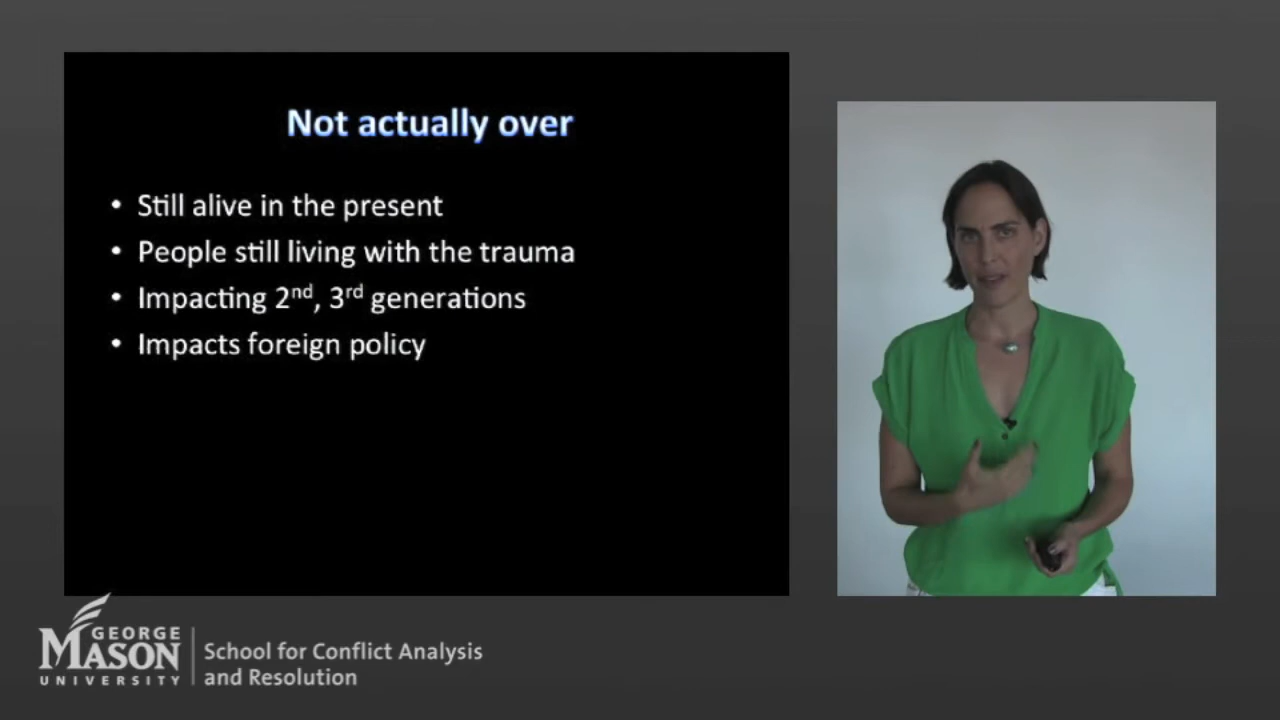 Not actually over
• Still alive in the present
• People still living with the trauma
• Impacting 2nd, 3rd generations
• Impacts foreign policy
GEORGE
MASON
UNIVERSITY
School for Conflict Analysis
and Resolution